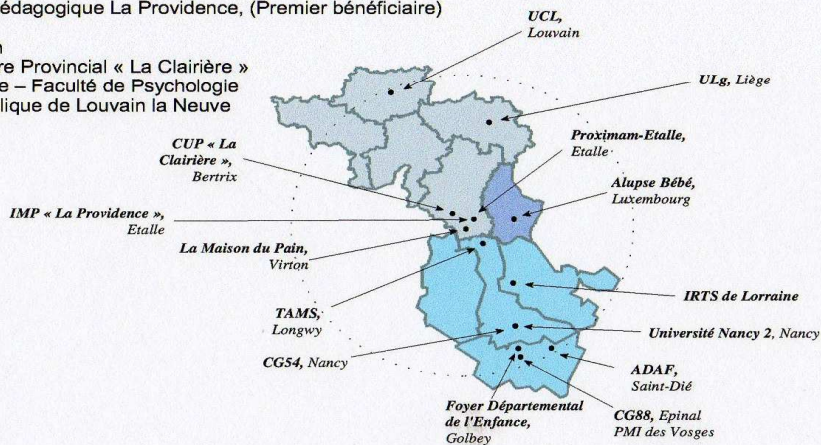 édagogique La Providence, (Premier bénéficiaire)
re Provincial « La Clairière »
e – Faculté de Psychologie
lique de Louvain la Neuve
UCL,
Louvain
ULg, Liège
CUP « La
Clairière »,
Bertrix
Proximam-Etalle,
Etalle
Alupse Bébé,
Luxembourg
IMP « La Providence »,
Etalle
La Maison du Pain,
Virton
TAMS,
Longwy
IRTS de Lorraine
Université Nancy 2, Nancy
CG54, Nancy
ADAF,
Saint-Dié
Foyer Départemental
de l'Enfance,
Golbey
CG88, Epinal
PMI des Vosges